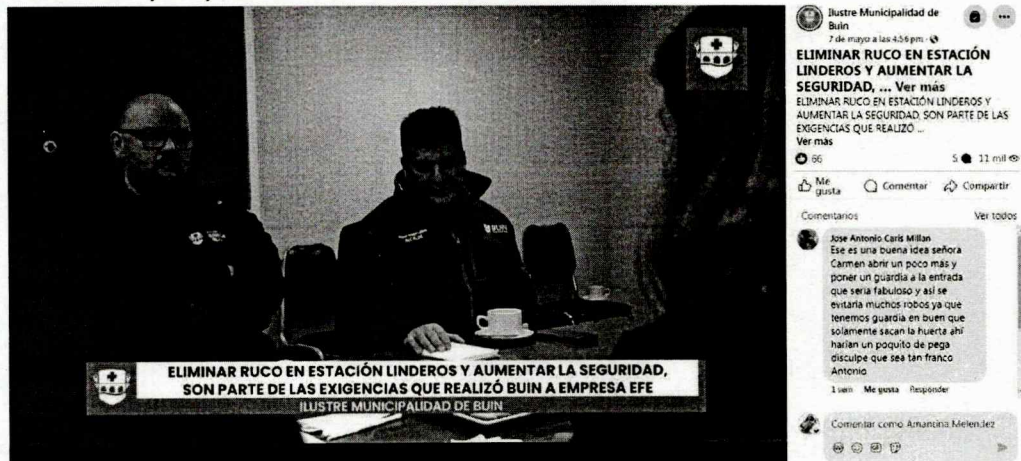 ELIMINAR RUCO EN ESTACIÓN LINDEROS Y AUMENTAR LA SEGURIDAD,
SON PARTE DE LAS EXIGENCIAS QUE REALIZÓ BUIN A EMPRESA EFE
ILUSTRE MUNICIPALIDAD DE BUIN
Ilustre Municipalidad de
Buin
7 de mayo a las 4:56 pm
ELIMINAR RUCO EN ESTACIÓN
LINDEROS Y AUMENTAR LA
SEGURIDAD, ... Ver más
ELIMINAR RUCO EN ESTACIÓN LINDEROS Y
AUMENTAR LA SEGURIDAD, SON PARTE DE LAS
EXIGENCIAS QUE REALIZÓ ...
Ver más
66
5
11 mil
Me
gusta
Comentar
Compartir
Comentarios
Ver todos
Jose Antonio Caris Millan
Ese es una buena idea señora
Carmen abrir un poco más y
poner un guardia a la entrada
que seria fabuloso y asi se
evitaria muchos robos ya que
tenemos guardia en buen que
solamente sacan la huerta ahí
harian un poquito de pega
disculpe que sea tan franco
Antonio
1 sem Me gusta Responder
Comentar como Amantina Melendez